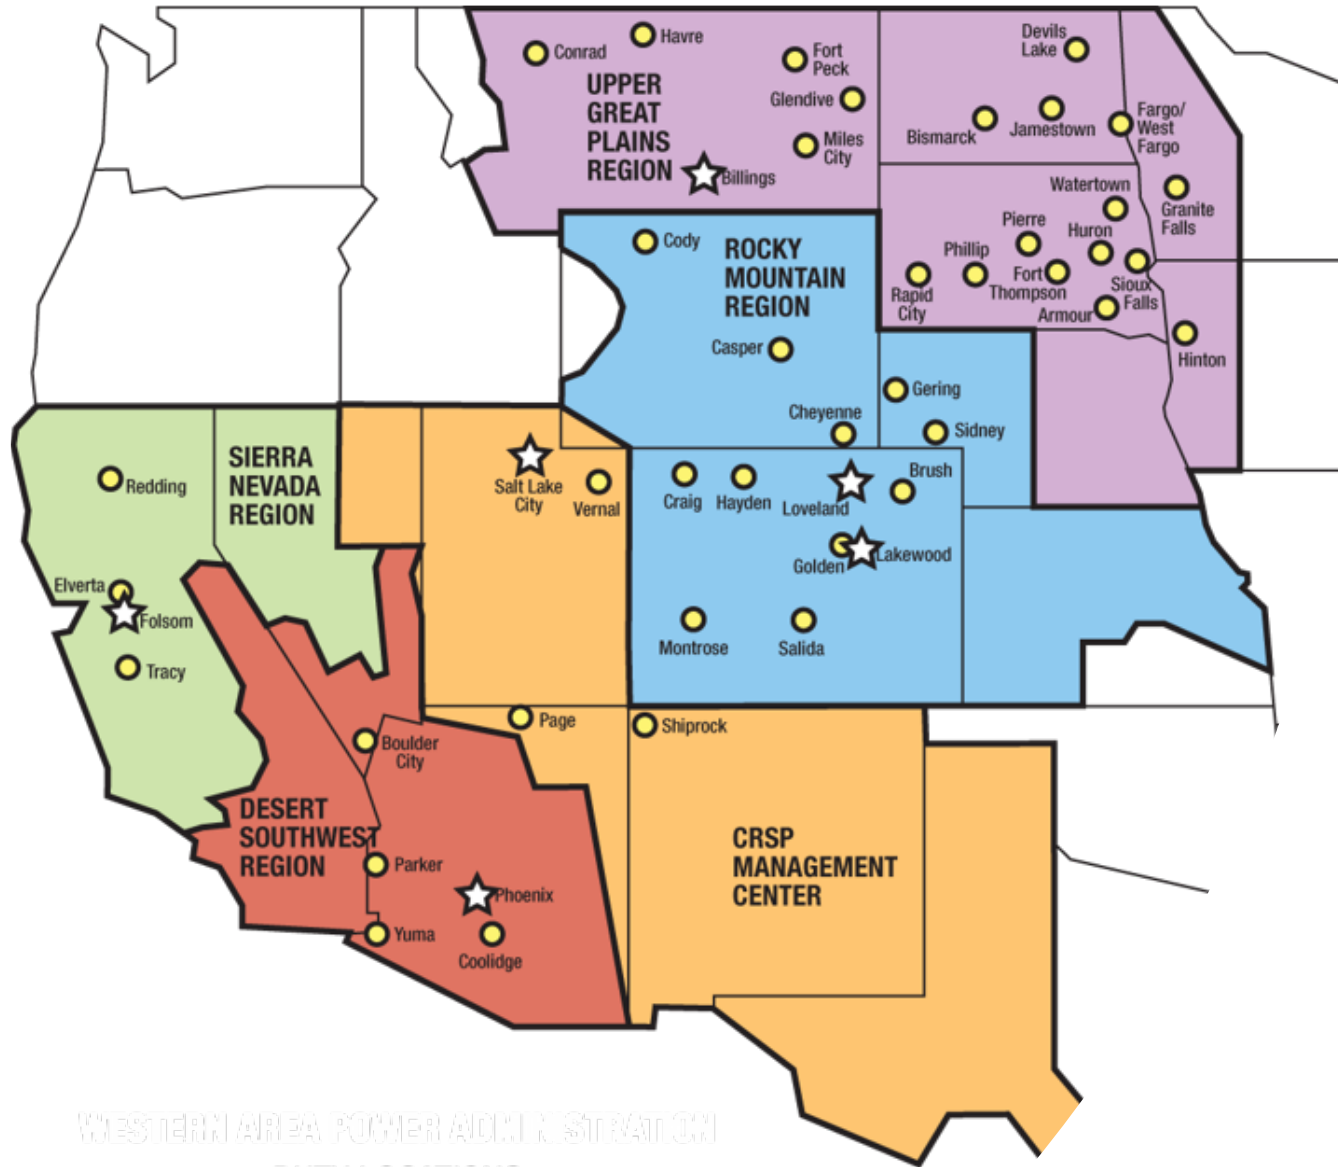 Conrad
Havre
Fort
Peck
Devils
Lake
UPPER
GREAT
PLAINS
REGION
Glendive
Miles
City
Billings
Bismarck
Jamestown
Fargo/
West
Fargo
Watertown
Granite
Falls
Pierre
Huron
Phillip
Fort
Thompson
Rapid
City
Sioux
Falls
Armour
Hinton
Cody
ROCKY
MOUNTAIN
REGION
Casper
Gering
Cheyenne
Sidney
SIERRA
NEVADA
REGION
Redding
Salt Lake
City
Vernal
Craig
Hayden
Loveland
Brush
Golden
Lakewood
Elverta
Folsom
Tracy
Montrose
Salida
Page
Shiprock
Boulder
City
DESERT
SOUTHWEST
REGION
Parker
Phoenix
Yuma
Coolidge
CRSP
MANAGEMENT
CENTER
WESTERN AREA POWER ADMINISTRATION